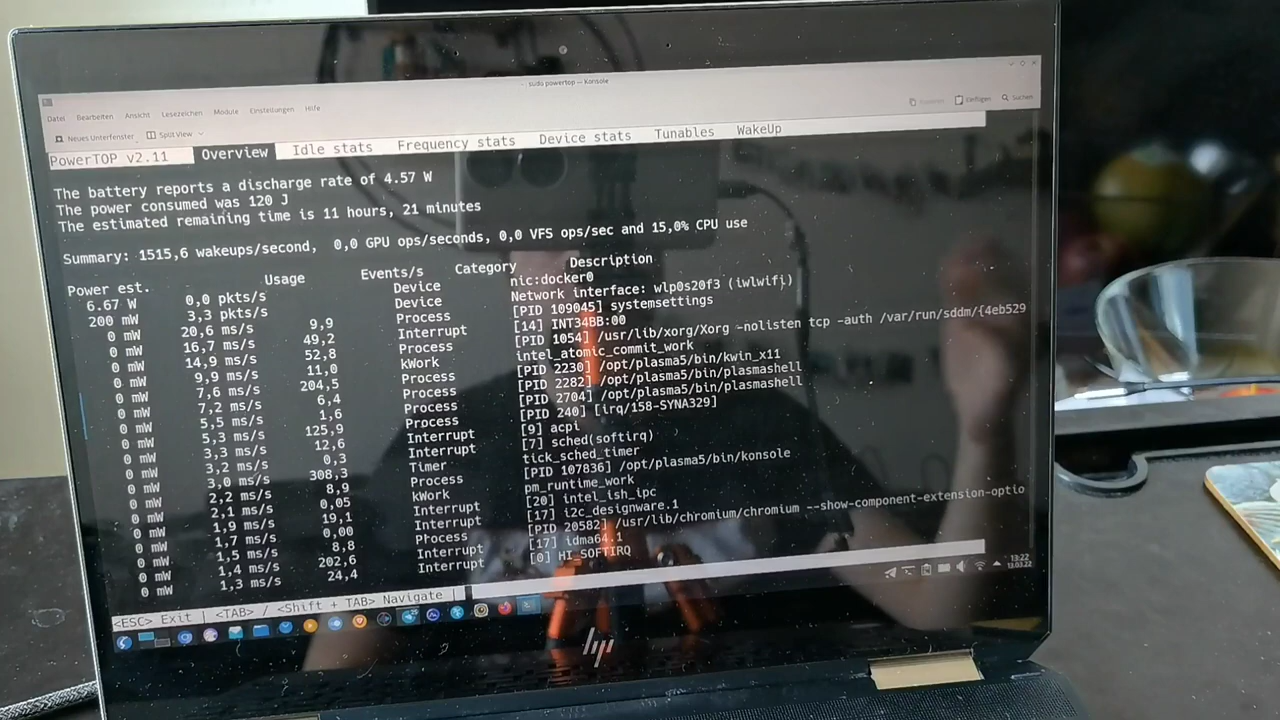 sudo powertop — Konsole
Datei Bearbeiten Ansicht Lesezeichen Module Einstellungen Hilfe
Neues Unterfenster Split View Einfügen Suchen
PowerTOP v2.11 Overview Idle stats Frequency stats Device stats Tunables WakeUp
The battery reports a discharge rate of 4.57 W
The power consumed was 120 J
The estimated remaining time is 11 hours, 21 minutes
Summary: 1515,6 wakeups/second, 0,0 GPU ops/seconds, 0,0 VFS ops/sec and 15,0% CPU use
Power est. Usage Events/s Category Description
6.67 W 0,0 pkts/s Device nic:docker0
200 mW 3,3 pkts/s Device Network interface: wlp0s20f3 (iwlwifi)
0 mW 20,6 ms/s 9,9 Process [PID 109045] systemsettings
0 mW 16,7 ms/s 49,2 Interrupt [14] INT34BB:00
0 mW 14,9 ms/s 52,8 Process [PID 1054] /usr/lib/xorg/Xorg -nolisten tcp -auth /var/run/sddm/{4eb529
0 mW 9,9 ms/s 11,0 kWork intel_atomic_commit_work
0 mW 7,6 ms/s 204,5 Process [PID 2230] /opt/plasma5/bin/kwin_x11
0 mW 7,2 ms/s 6,4 Process [PID 2282] /opt/plasma5/bin/plasmashell
0 mW 5,5 ms/s 1,6 Process [PID 2704] /opt/plasma5/bin/plasmashell
0 mW 5,3 ms/s 125,9 Process [PID 240] [irq/158-SYNA329]
0 mW 3,3 ms/s 12,6 Interrupt [9] acpi
0 mW 3,2 ms/s 0,3 Interrupt [7] sched(softirq)
0 mW 3,0 ms/s 308,3 Timer tick_sched_timer
0 mW 2,2 ms/s 8,9 Process [PID 107836] /opt/plasma5/bin/konsole
0 mW 2,1 ms/s 0,05 kWork pm_runtime_work
0 mW 1,9 ms/s 19,1 Interrupt [20] intel_ish_ipc
0 mW 1,7 ms/s 0,00 Interrupt [17] i2c_designware.1
0 mW 1,5 ms/s 8,8 Process [PID 20582] /usr/lib/chromium/chromium --show-component-extension-optio
0 mW 1,4 ms/s 202,6 Interrupt [17] idma64.1
0 mW 1,3 ms/s 24,4 Interrupt [0] HI_SOFTIRQ
<ESC> Exit | <TAB> / <Shift + TAB> Navigate |
13:22
13.03.22
hp